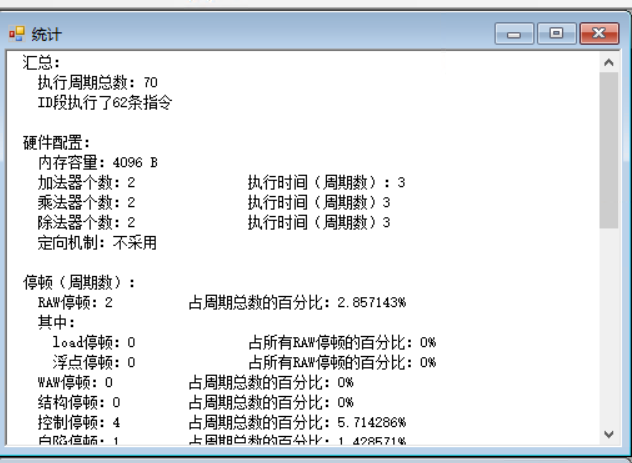 统计
汇总:
执行周期总数: 70
ID段执行了62条指令
硬件配置:
内存容量: 4096 B
加法器个数: 2 执行时间(周期数): 3
乘法器个数: 2 执行时间(周期数) 3
除法器个数: 2 执行时间(周期数) 3
定向机制: 不采用
停顿(周期数):
RAW停顿: 2 占周期总数的百分比: 2.857143%
其中:
load停顿: 0 占所有RAW停顿的百分比: 0%
浮点停顿: 0 占所有RAW停顿的百分比: 0%
WAW停顿: 0 占周期总数的百分比: 0%
结构停顿: 0 占周期总数的百分比: 0%
控制停顿: 4 占周期总数的百分比: 5.714286%
自陷停顿: 1 占周期总数的百分比: 1.428571%